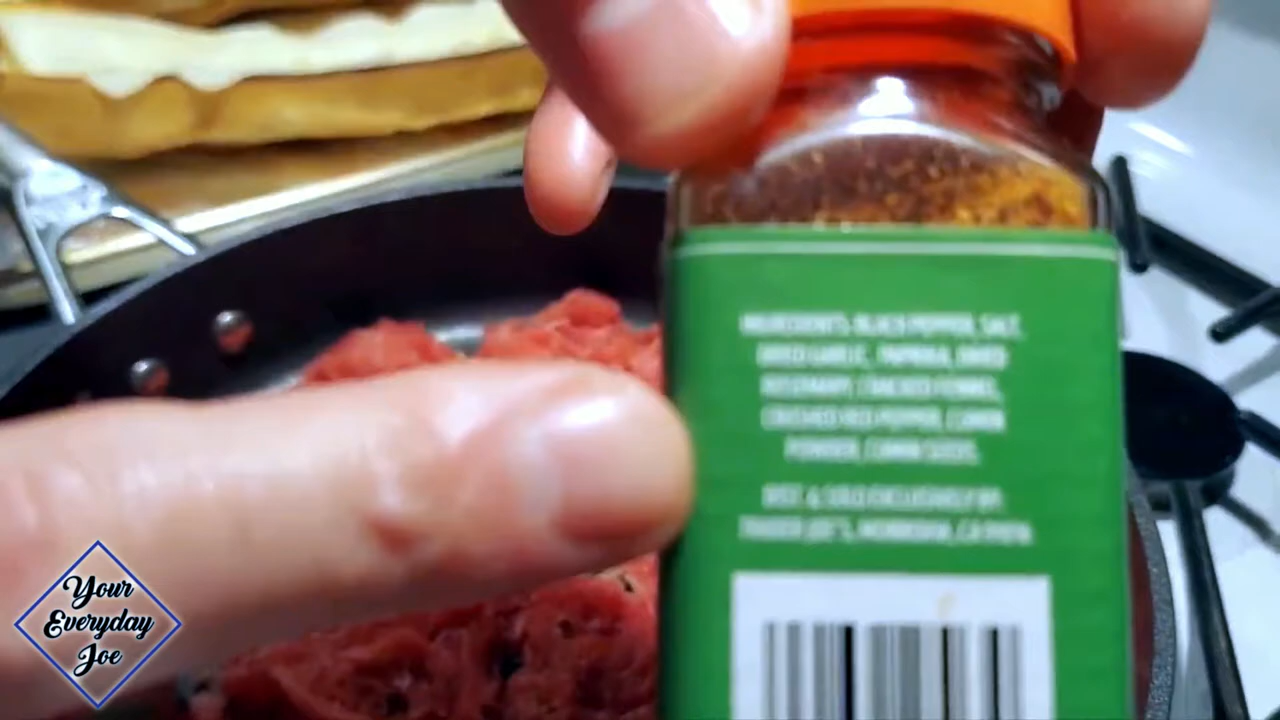 INGREDIENTS: BLACK PEPPER, SALT,
DRIED GARLIC, PAPRIKA, DRIED
ROSEMARY, CRACKED FENNEL,
CRUSHED RED PEPPER, CUMIN
POWDER, CUMIN SEEDS.
DIST. & SOLD EXCLUSIVELY BY:
TRADER JOE'S, MONROVIA, CA 91016
Your
Everyday
Joe